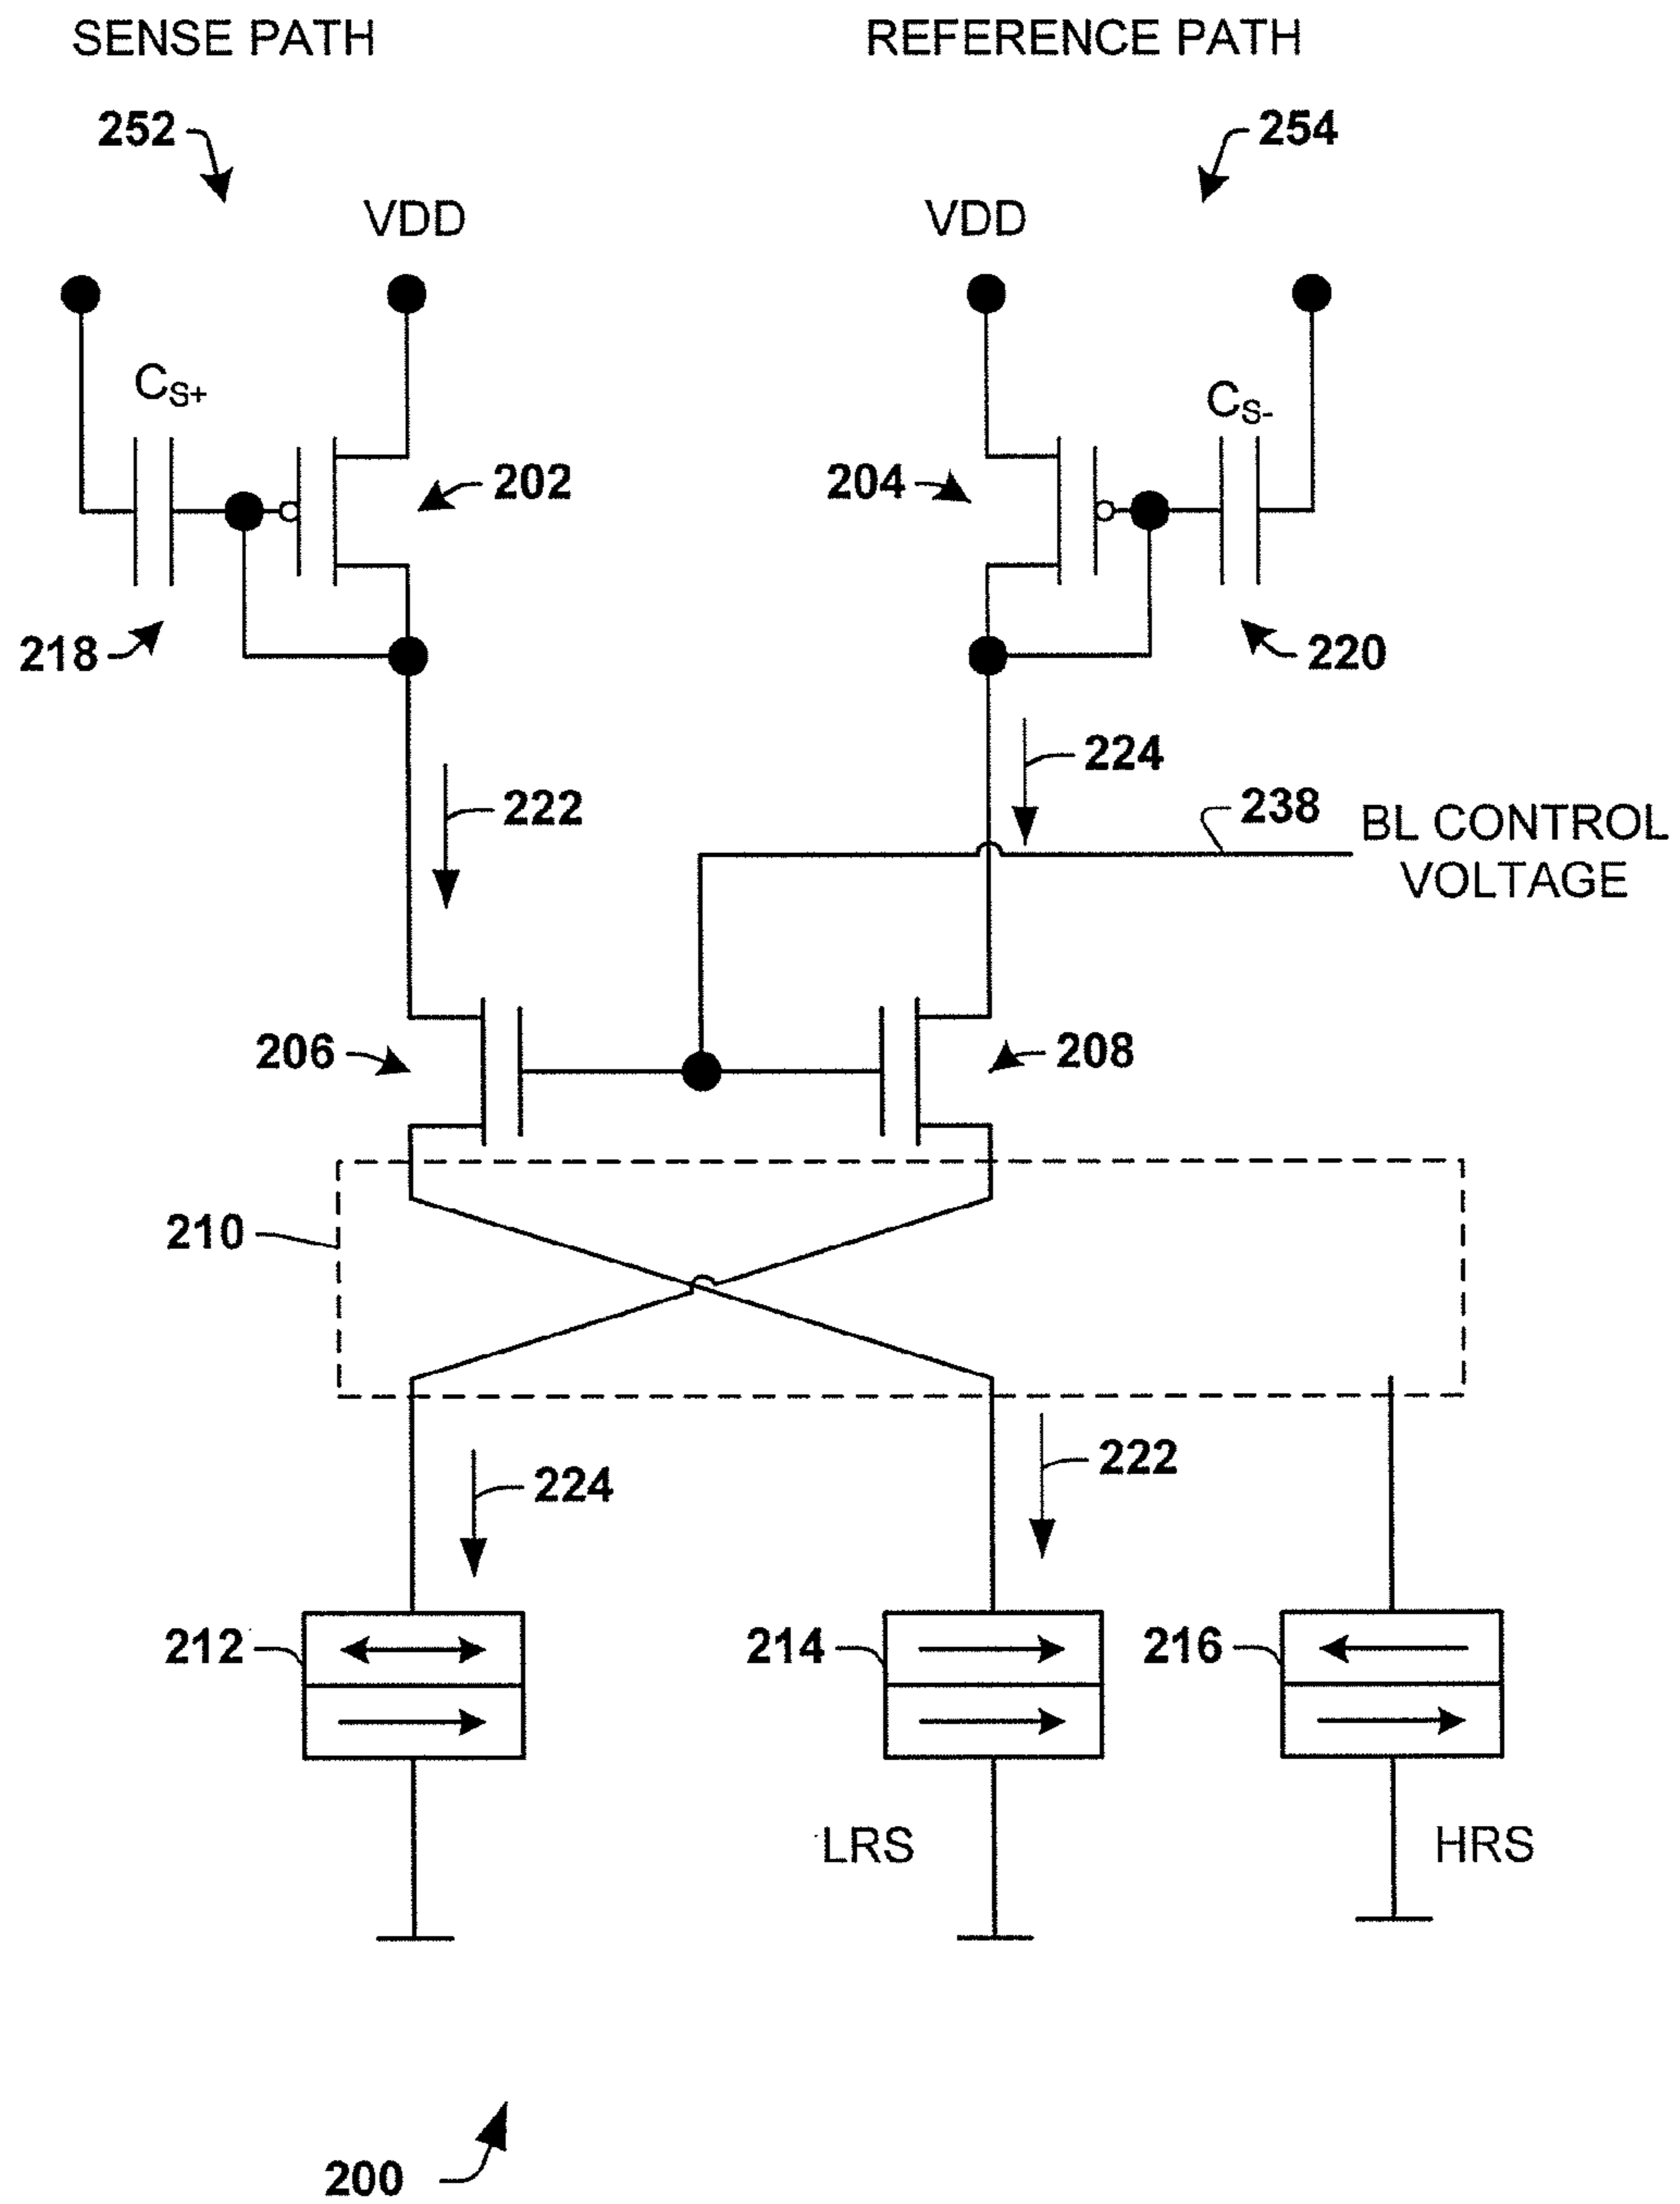 SENSE PATH
REFERENCE PATH
252
254
VDD
VDD
CS+
CS-
202
204
218
220
222
224
238
BL CONTROL
VOLTAGE
206
208
210
224
222
212
214
216
LRS
HRS
200